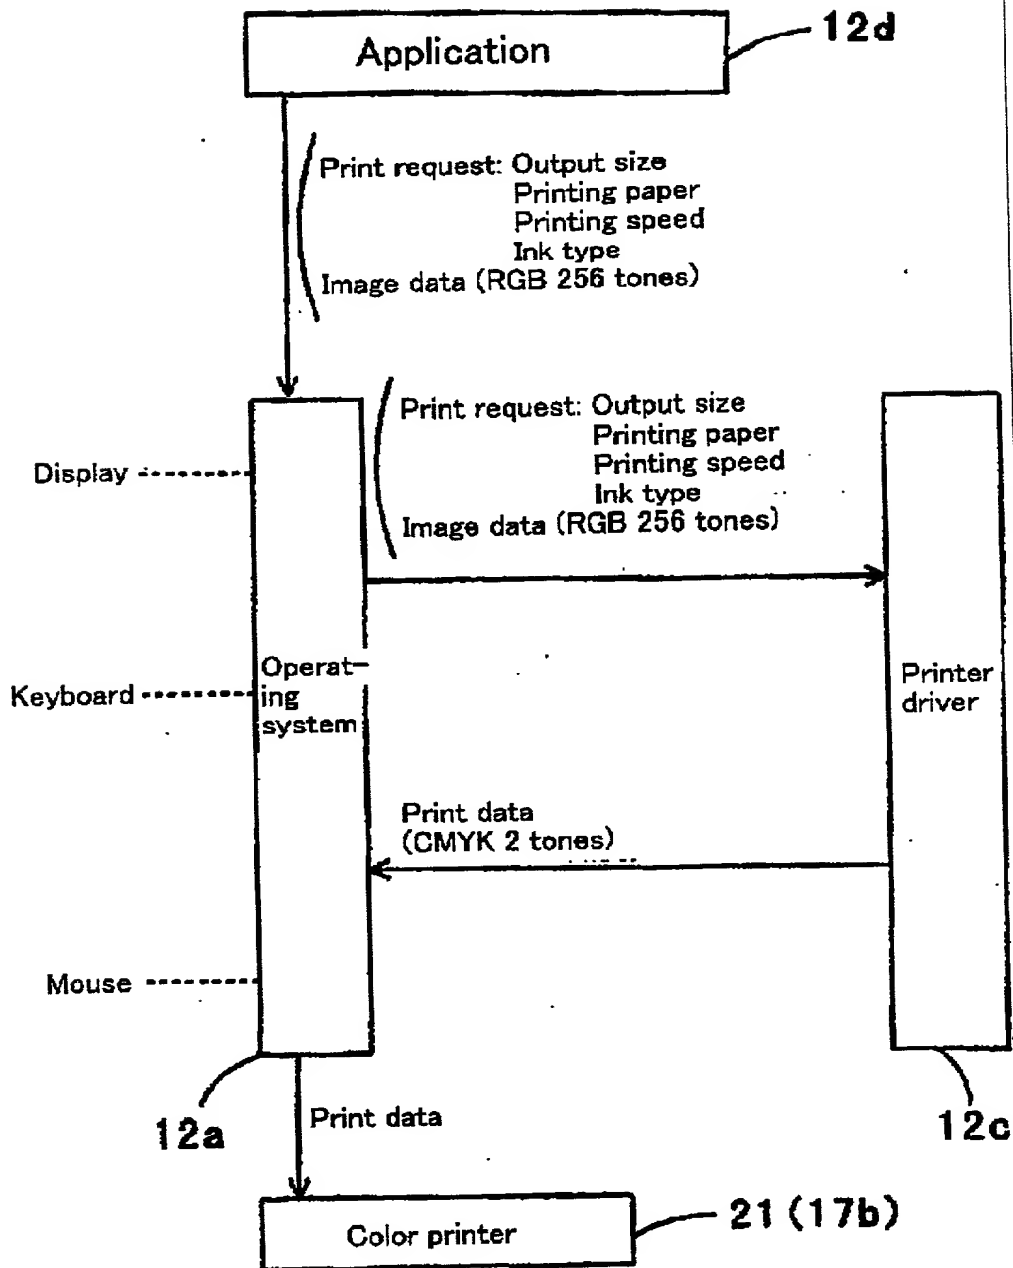 Application
12d
Print request: Output size
Printing paper
Printing speed
Ink type
Image data (RGB 256 tones)
Print request: Output size
Printing paper
Printing speed
Ink type
Image data (RGB 256 tones)
Display
Keyboard
Operat-
ing
system
Printer
driver
Print data
(CMYK 2 tones)
Mouse
12a
Print data
12c
Color printer
21 (17b)